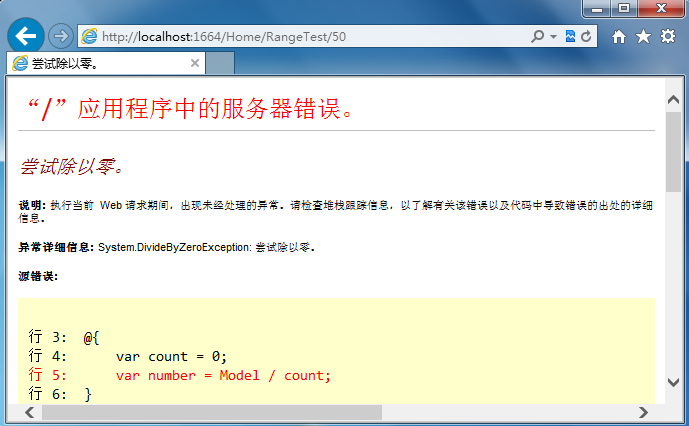 http://localhost:1664/Home/RangeTest/50
尝试除以零。
“/”应用程序中的服务器错误。
尝试除以零。
说明: 执行当前 Web 请求期间，出现未经处理的异常。请检查堆栈跟踪信息，以了解有关该错误以及代码中导致错误的出处的详细
信息。
异常详细信息: System.DivideByZeroException: 尝试除以零。
源错误:
行 3:  @{
行 4:      var count = 0;
行 5:      var number = Model / count;
行 6:  }